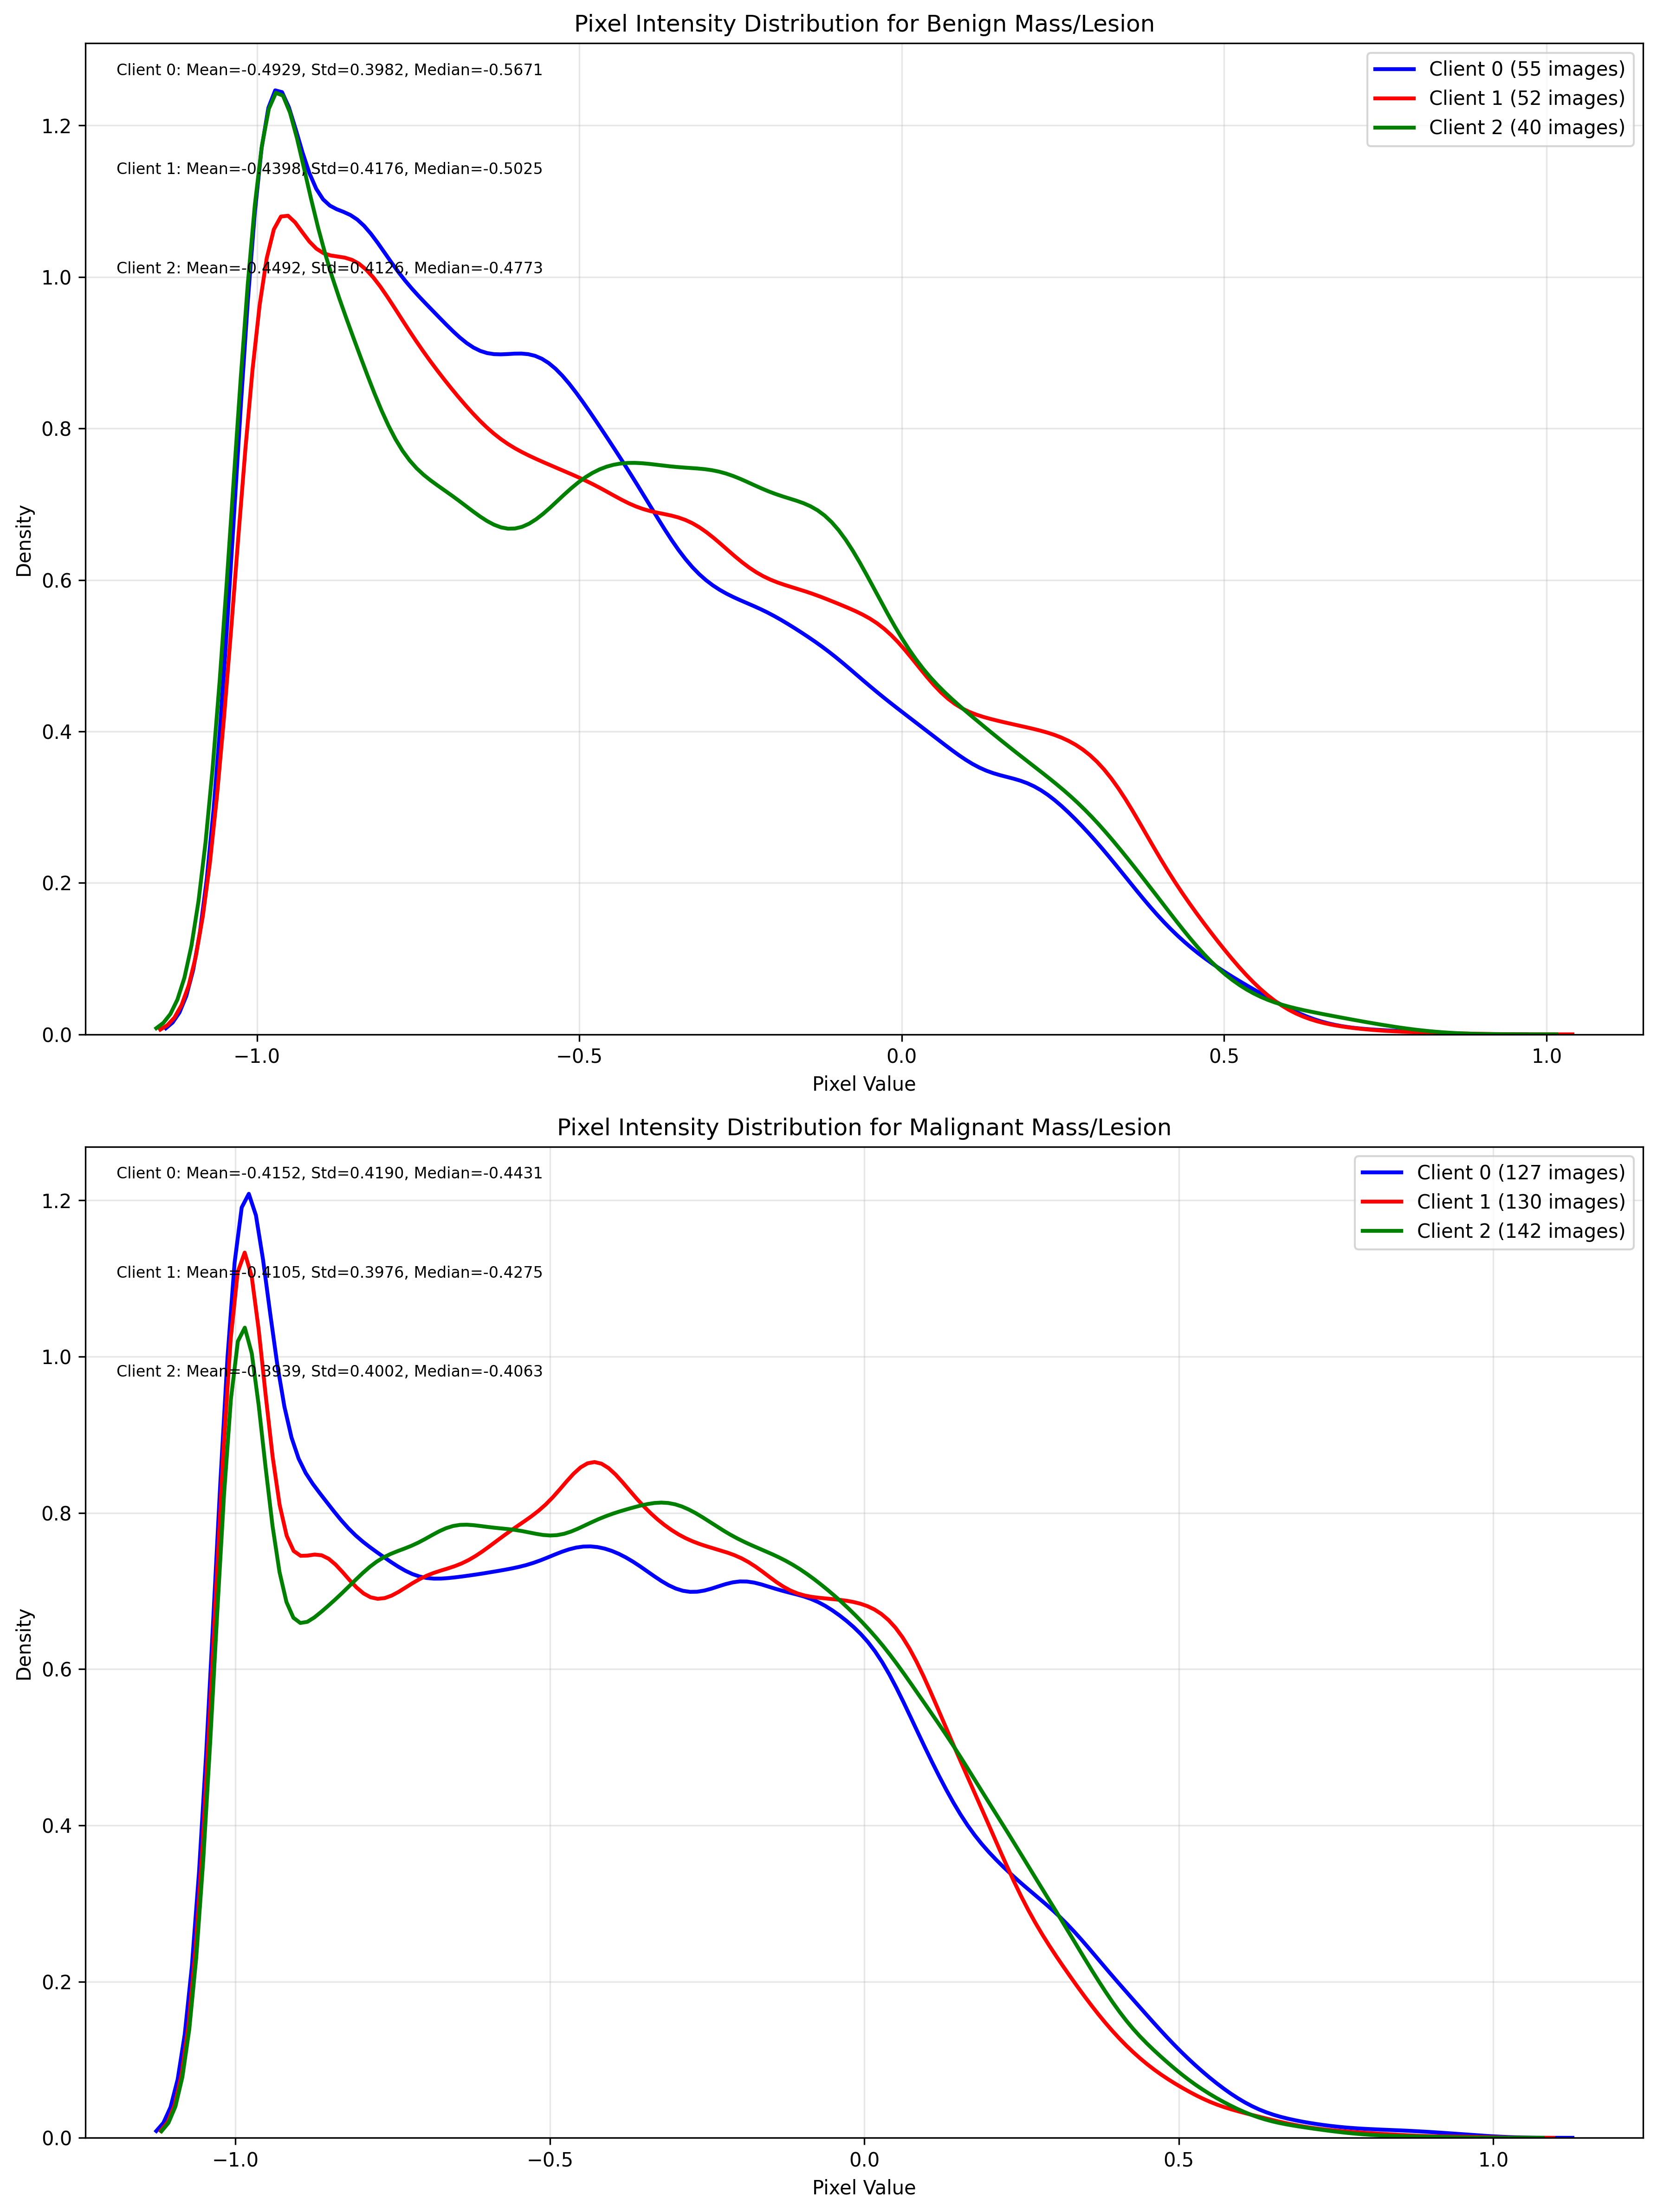 Pixel Intensity Distribution for Benign Mass/Lesion
Client 0: Mean=-0.4929, Std=0.3982, Median=-0.5671
Client 1: Mean=-0.4398, Std=0.4176, Median=-0.5025
Client 2: Mean=-0.4492, Std=0.4126, Median=-0.4773
Client 0 (55 images)
Client 1 (52 images)
Client 2 (40 images)
Density
1.2
1.0
0.8
0.6
0.4
0.2
0.0
−1.0 −0.5 0.0 0.5 1.0
Pixel Value
Pixel Intensity Distribution for Malignant Mass/Lesion
Client 0: Mean=-0.4152, Std=0.4190, Median=-0.4431
Client 1: Mean=-0.4105, Std=0.3976, Median=-0.4275
Client 2: Mean=-0.3939, Std=0.4002, Median=-0.4063
Client 0 (127 images)
Client 1 (130 images)
Client 2 (142 images)
Density
1.2
1.0
0.8
0.6
0.4
0.2
0.0
−1.0 −0.5 0.0 0.5 1.0
Pixel Value